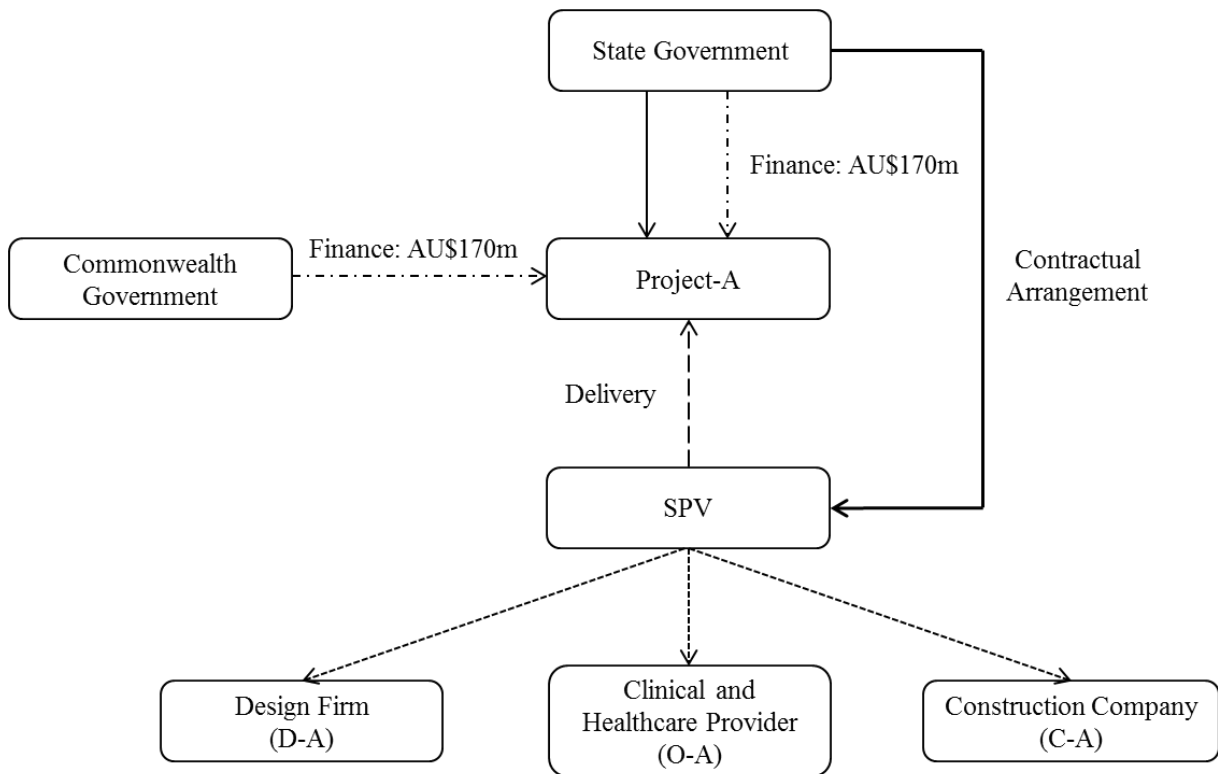 State Government
Finance: AU$170m
Commonwealth
Government
Finance: AU$170m
Project-A
Contractual
Arrangement
Delivery
SPV
Design Firm
(D-A)
Clinical and
Healthcare Provider
(O-A)
Construction Company
(C-A)